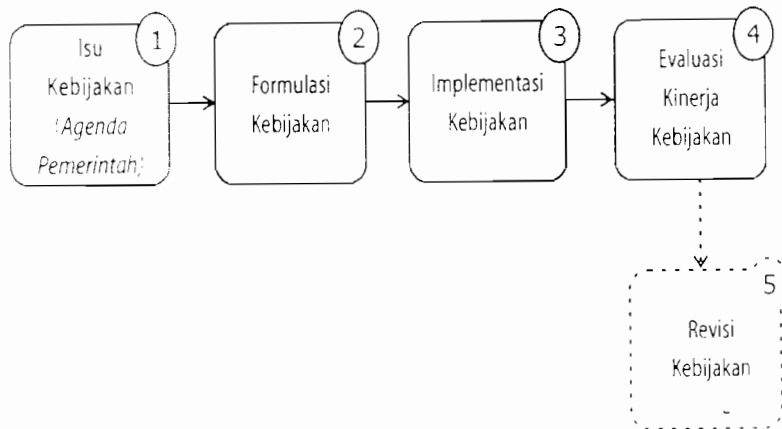 1
Isu
Kebijakan
(Agenda
Pemerintah)
2
Formulasi
Kebijakan
3
Implementasi
Kebijakan
4
Evaluasi
Kinerja
Kebijakan
5
Revisi
Kebijakan